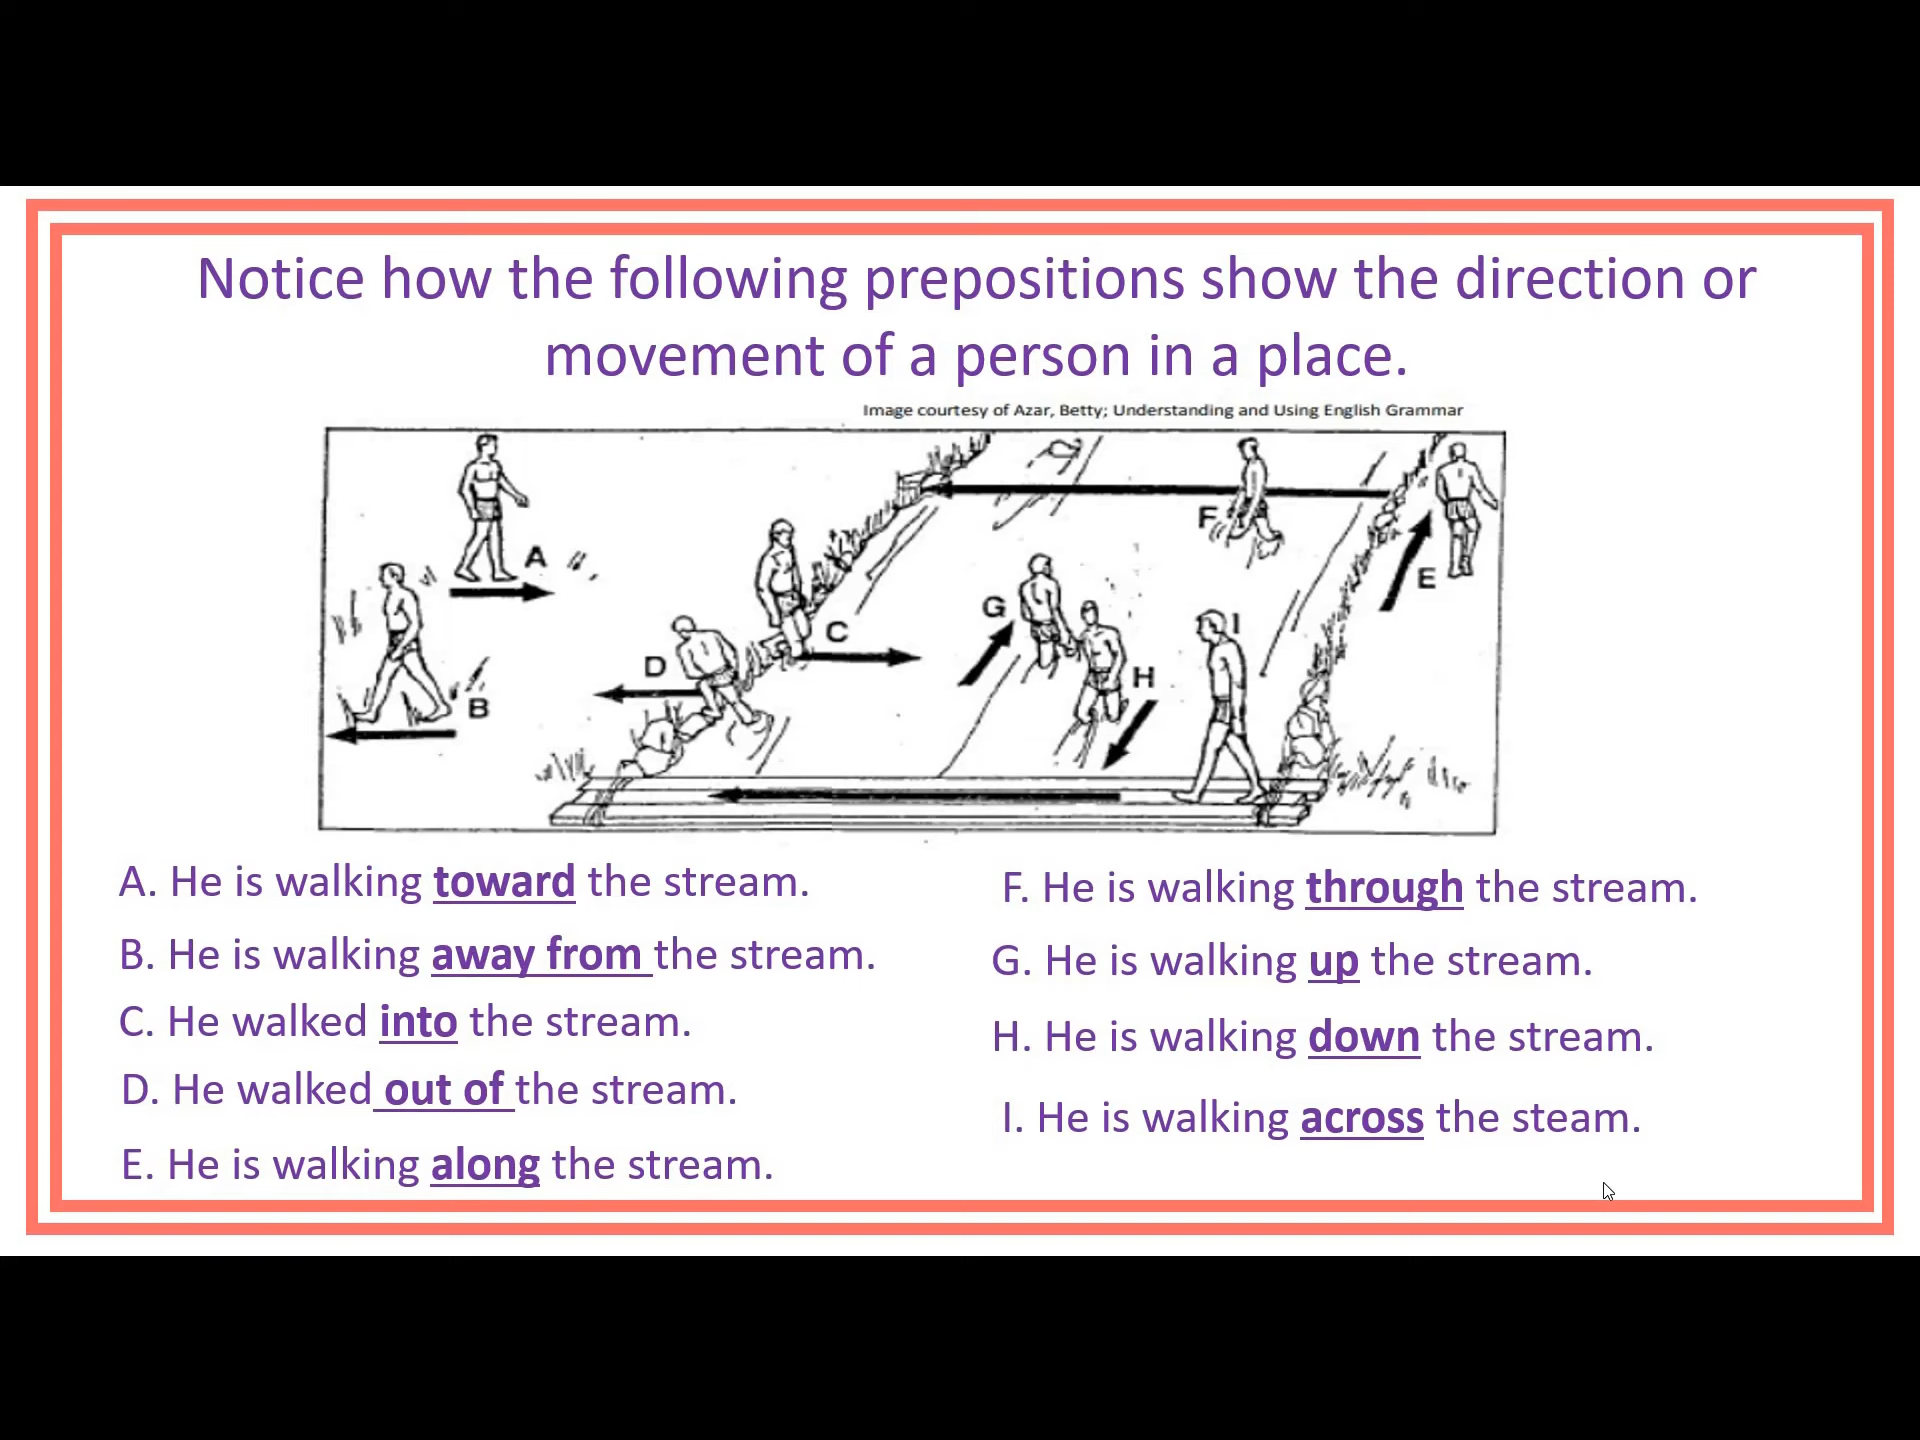 Notice how the following prepositions show the direction or
movement of a person in a place.
Image courtesy of Azar, Betty; Understanding and Using English Grammar
A
B
C
D
E
F
G
H
I
A. He is walking toward the stream.
B. He is walking away from the stream.
C. He walked into the stream.
D. He walked out of the stream.
E. He is walking along the stream.
F. He is walking through the stream.
G. He is walking up the stream.
H. He is walking down the stream.
I. He is walking across the steam.